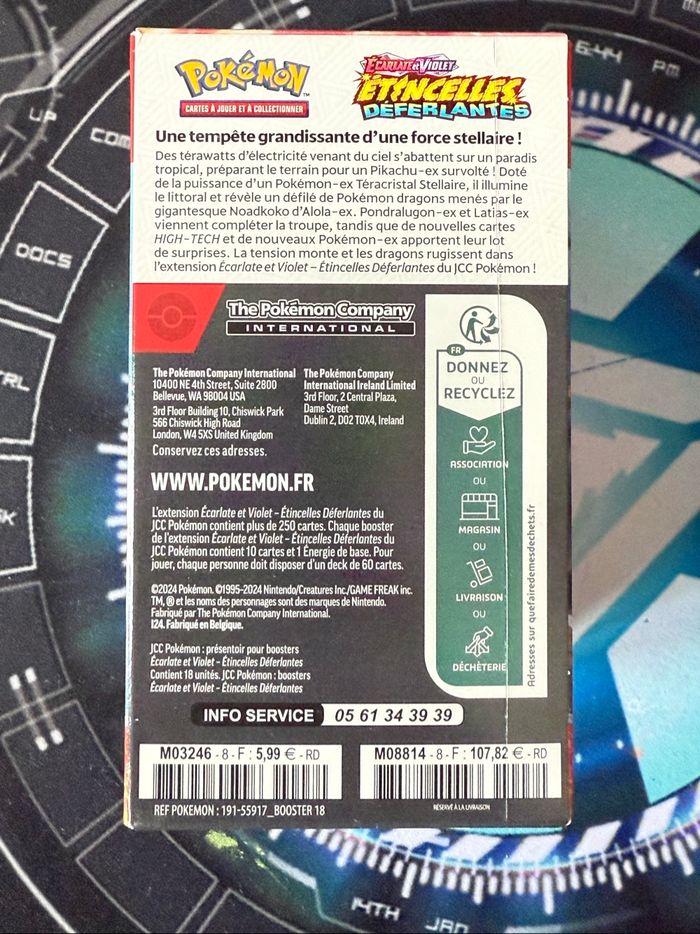 6:44 PM
UP
COM
DOCS
TRL
Pokémon
CARTES À JOUER ET À COLLECTIONNER
ÉCARLATE et VIOLET
ÉTINCELLES
DÉFERLANTES
Une tempête grandissante d'une force stellaire !
Des térawatts d'électricité venant du ciel s'abattent sur un paradis
tropical, préparant le terrain pour un Pikachu-ex survolté ! Doté
de la puissance d'un Pokémon-ex Téracristal Stellaire, il illumine
le littoral et révèle un défilé de Pokémon dragons menés par le
gigantesque Noadkoko d'Alola-ex. Pondralugon-ex et Latias-ex
viennent compléter la troupe, tandis que de nouvelles cartes
HIGH-TECH et de nouveaux Pokémon-ex apportent leur lot
de surprises. La tension monte et les dragons rugissent dans
l'extension Écarlate et Violet – Étincelles Déferlantes du JCC Pokémon !
The Pokémon Company
INTERNATIONAL
The Pokémon Company International
10400 NE 4th Street, Suite 2800
Bellevue, WA 98004 USA
3rd Floor Building 10, Chiswick Park
566 Chiswick High Road
London, W4 5XS United Kingdom
Conservez ces adresses.
The Pokémon Company
International Ireland Limited
3rd Floor, 2 Central Plaza,
Dame Street
Dublin 2, D02 T0X4, Ireland
WWW.POKEMON.FR
L'extension Écarlate et Violet – Étincelles Déferlantes du
JCC Pokémon contient plus de 250 cartes. Chaque booster
de l'extension Écarlate et Violet – Étincelles Déferlantes du
JCC Pokémon contient 10 cartes et 1 Énergie de base. Pour
jouer, chaque personne doit disposer d'un deck de 60 cartes.
©2024 Pokémon. ©1995-2024 Nintendo/Creatures Inc./GAME FREAK inc.
TM, ® et les noms des personnages sont des marques de Nintendo.
Fabriqué par The Pokémon Company International.
I24. Fabriqué en Belgique.
JCC Pokémon : présentoir pour boosters
Écarlate et Violet – Étincelles Déferlantes
Contient 18 unités. JCC Pokémon : boosters
Écarlate et Violet – Étincelles Déferlantes
FR
DONNEZ
OU
RECYCLEZ
ASSOCIATION
OU
MAGASIN
OU
LIVRAISON
OU
DÉCHÈTERIE
Adresses sur quefairedemesdechets.fr
INFO SERVICE 05 61 34 39 39
M03246 - 8 - F : 5,99 € - RD
M08814 - 8 - F : 107,82 € - RD
REF POKEMON : 191-55917_BOOSTER 18
RÉSERVÉ À LA LIVRAISON
14TH JAN